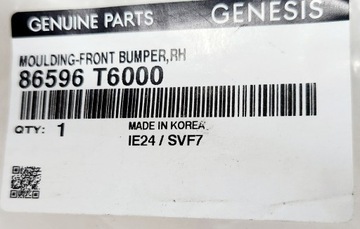 GENUINE PARTS GENESIS
MOULDING-FRONT BUMPER,RH
86596 T6000
QTY: 1
MADE IN KOREA
IE24 / SVF7